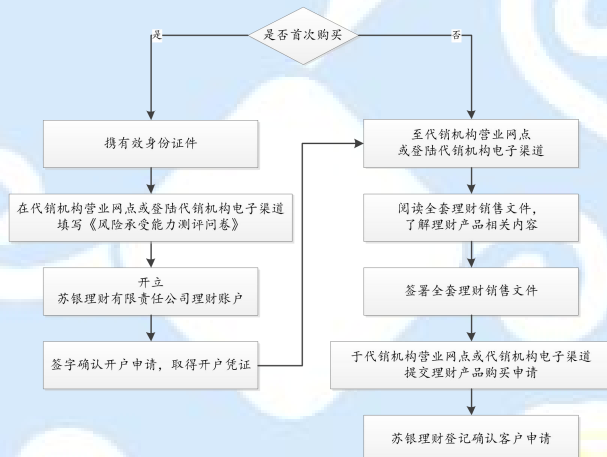 是否首次购买
是
否
携有效身份证件
在代销机构营业网点或登陆代销机构电子渠道
填写《风险承受能力测评问卷》
开立
苏银理财有限责任公司理财账户
签字确认开户申请，取得开户凭证
至代销机构营业网点
或登陆代销机构电子渠道
阅读全套理财销售文件，
了解理财产品相关内容
签署全套理财销售文件
于代销机构营业网点或代销机构电子渠道
提交理财产品购买申请
苏银理财登记确认客户申请